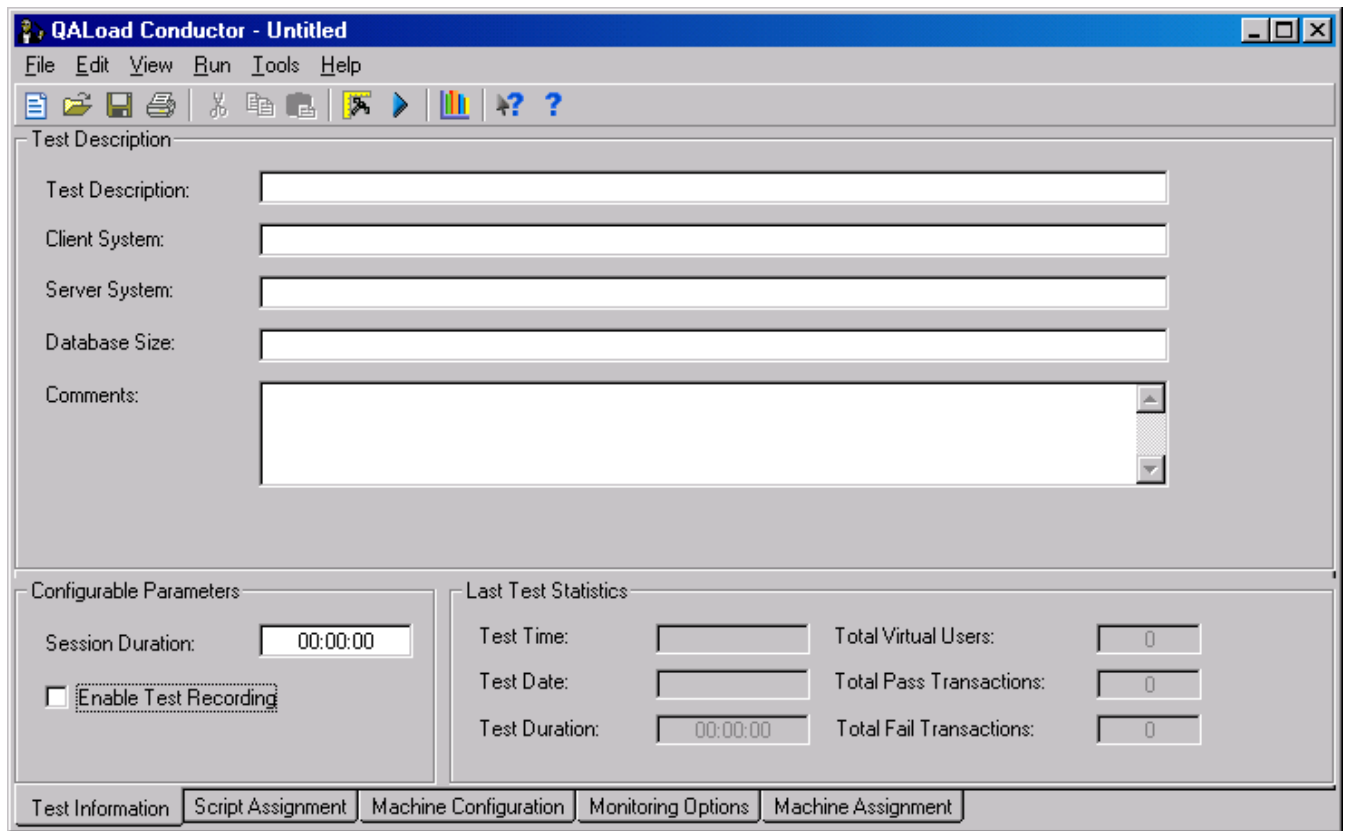 QALoad Conductor - Untitled
File Edit View Run Tools Help
Test Description
Test Description:
Client System:
Server System:
Database Size:
Comments:
Configurable Parameters
Session Duration: 00:00:00
Enable Test Recording
Last Test Statistics
Test Time: Total Virtual Users: 0
Test Date: Total Pass Transactions: 0
Test Duration: 00:00:00 Total Fail Transactions: 0
Test Information Script Assignment Machine Configuration Monitoring Options Machine Assignment